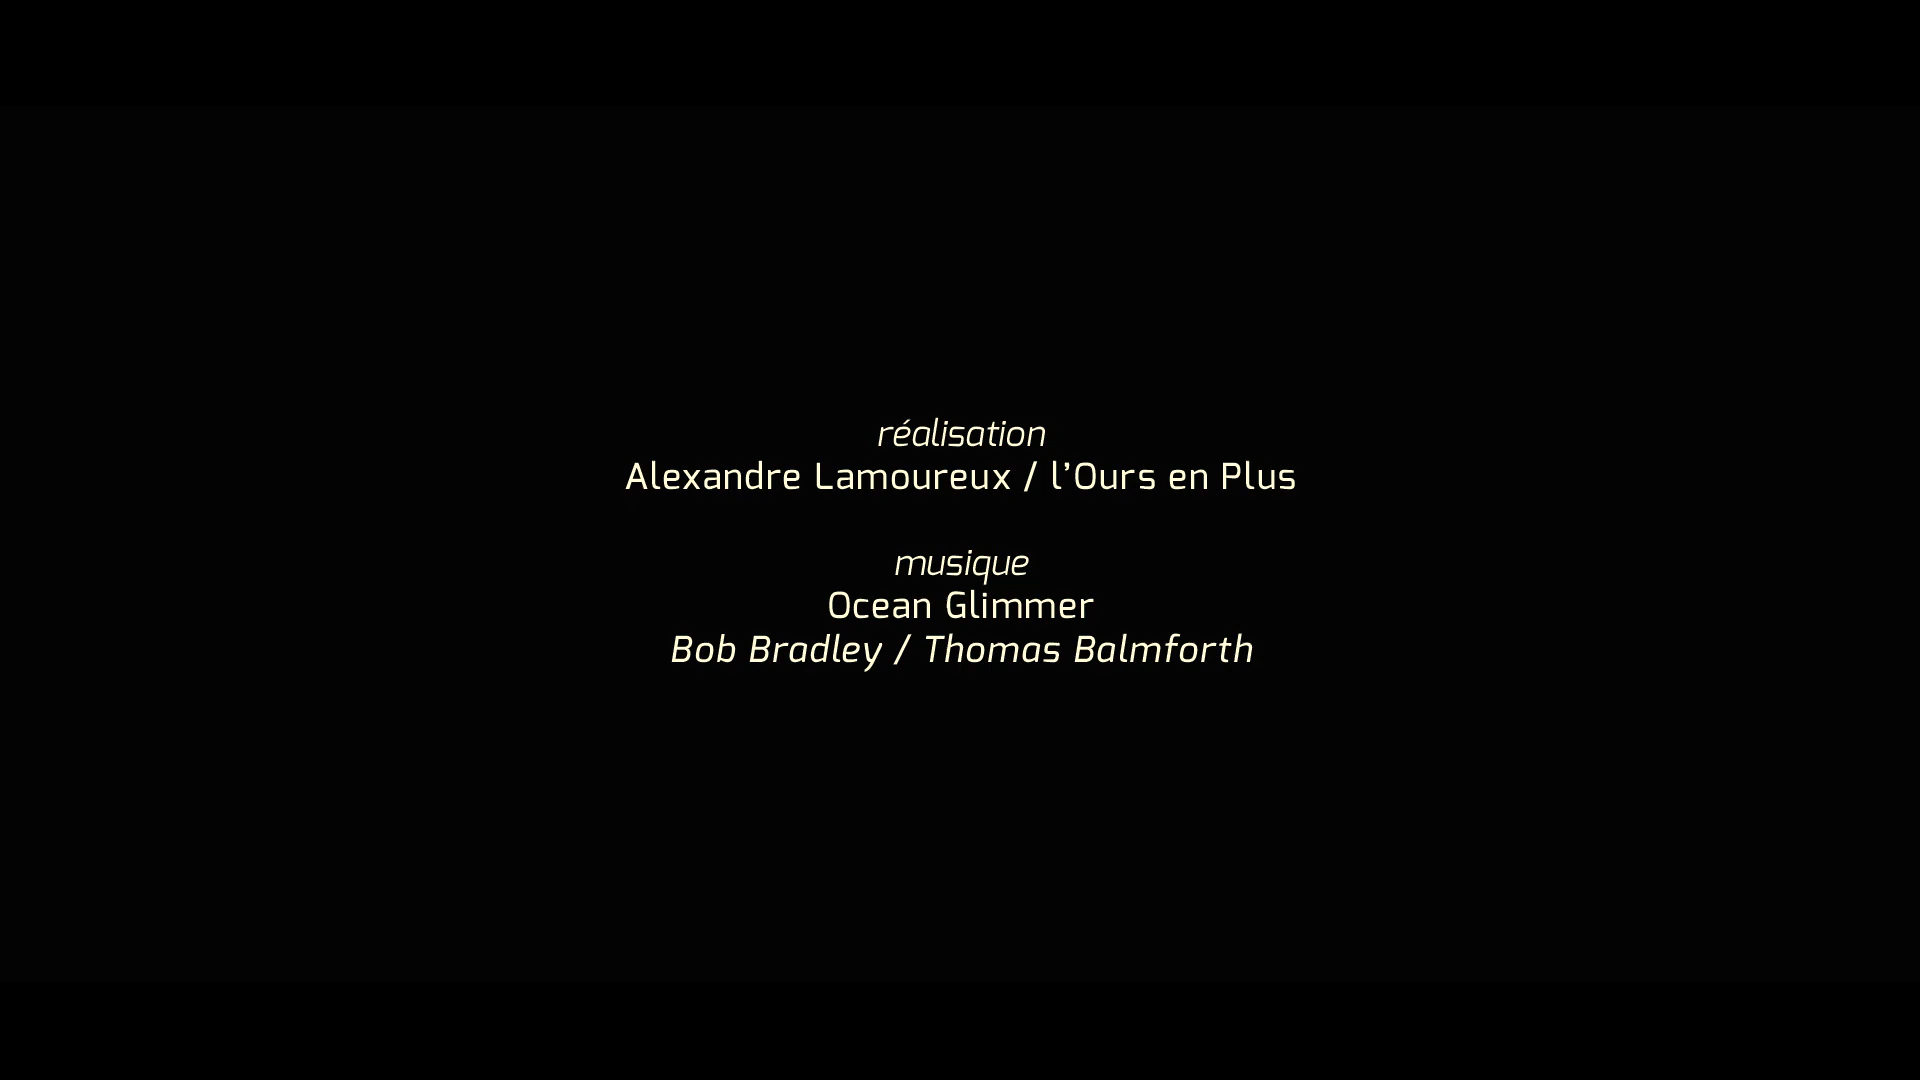 réalisation
Alexandre Lamoureux / l’Ours en Plus
musique
Ocean Glimmer
Bob Bradley / Thomas Balmforth